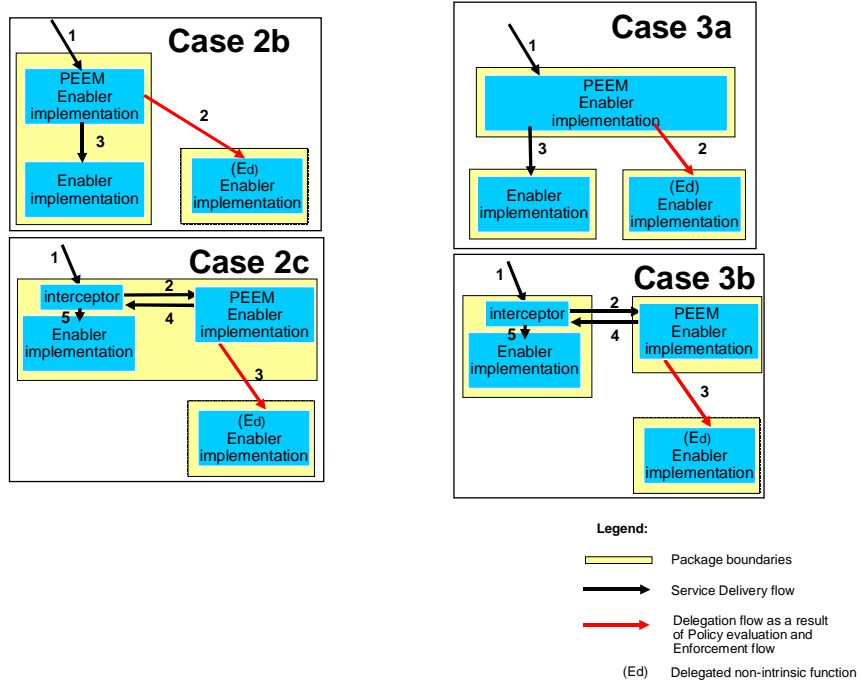 Case 2b
1
PEEM
Enabler
implementation
2
3
Enabler
implementation
(Ed)
Enabler
implementation
Case 3a
1
PEEM
Enabler
implementation
3
2
Enabler
implementation
(Ed)
Enabler
implementation
Case 2c
1
interceptor
2
4
PEEM
Enabler
implementation
5
Enabler
implementation
3
(Ed)
Enabler
implementation
Case 3b
1
interceptor
2
4
PEEM
Enabler
implementation
5
Enabler
implementation
3
(Ed)
Enabler
implementation
Legend:
Package boundaries
Service Delivery flow
Delegation flow as a result
of Policy evaluation and
Enforcement flow
(Ed) Delegated non-intrinsic function